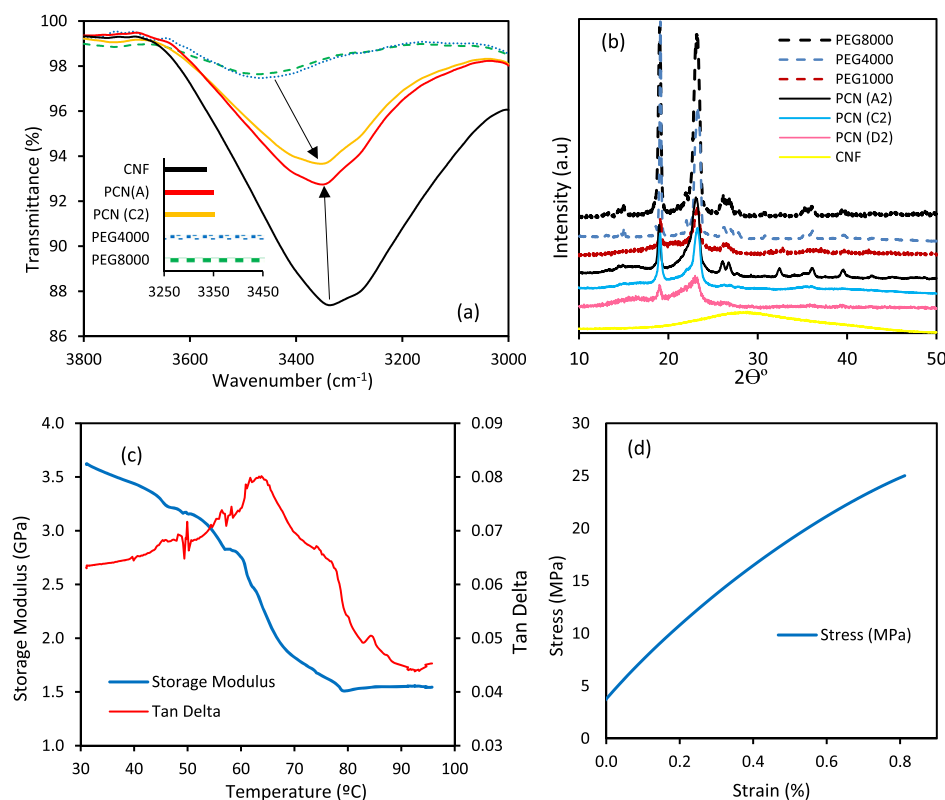 100
98
96
94
92
90
88
86
Transmittance (%)
CNF
PCN(A)
PCN (C2)
PEG4000
PEG8000
3250 3350 3450
(a)
3800 3600 3400 3200 3000
Wavenumber (cm-1)
(b)
PEG8000
PEG4000
PEG1000
PCN (A2)
PCN (C2)
PCN (D2)
CNF
Intensity (a.u)
10 20 30 40 50
2ϴº
(c)
4.0
3.5
3.0
2.5
2.0
1.5
1.0
Storage Modulus (GPa)
0.09
0.08
0.07
0.06
0.05
0.04
0.03
Tan Delta
Storage Modulus
Tan Delta
30 40 50 60 70 80 90 100
Temperature (ºC)
(d)
30
25
20
15
10
5
0
Stress (MPa)
Stress (MPa)
0.0 0.2 0.4 0.6 0.8
Strain (%)